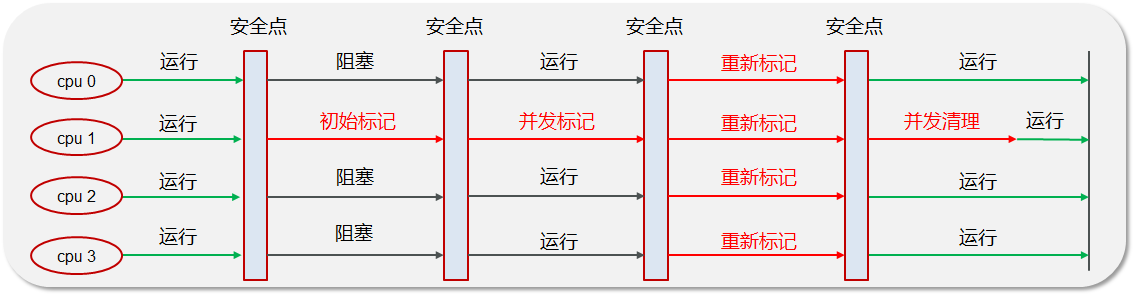 安全点 安全点 安全点 安全点
cpu 0 运行 阻塞 运行 重新标记 运行
cpu 1 运行 初始标记 并发标记 重新标记 并发清理 运行
cpu 2 运行 阻塞 运行 重新标记 运行
cpu 3 运行 阻塞 运行 重新标记 运行